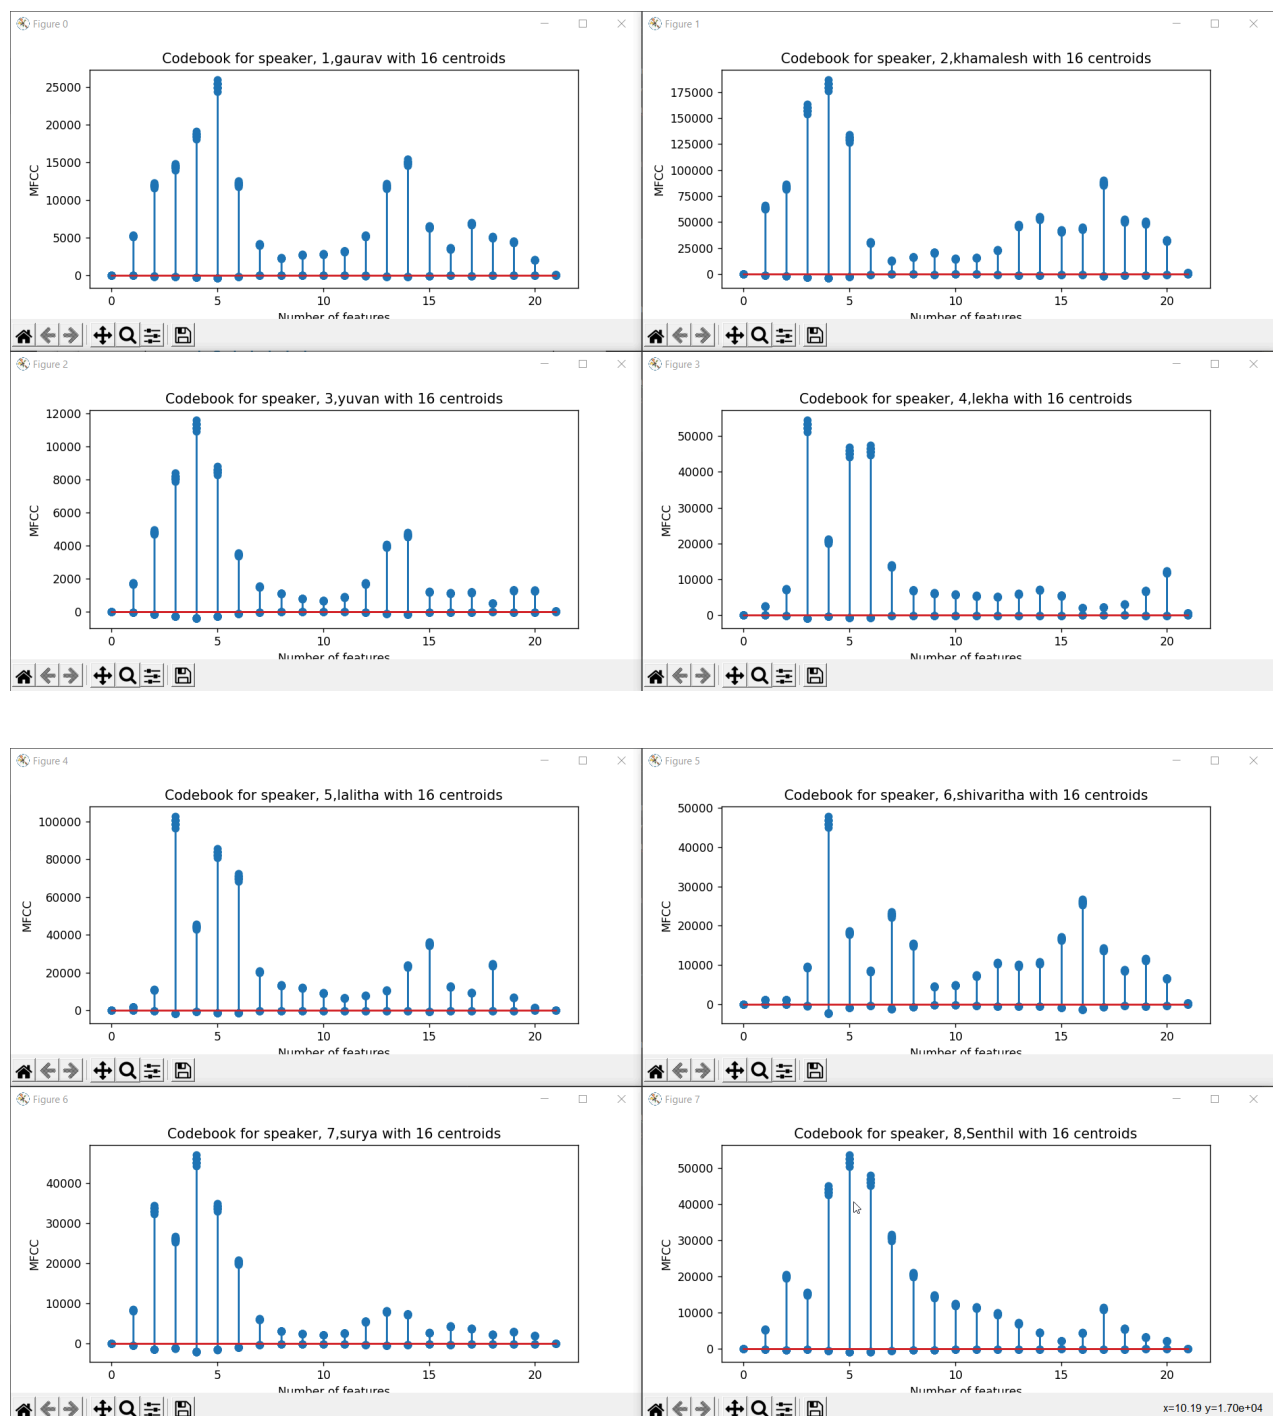 Figure 0
Codebook for speaker, 1,gaurav with 16 centroids
25000
20000
15000
10000
5000
0
MFCC
0 5 10 15 20
Number of features
Figure 1
Codebook for speaker, 2,khamalesh with 16 centroids
175000
150000
125000
100000
75000
50000
25000
0
MFCC
0 5 10 15 20
Number of features
Figure 2
Codebook for speaker, 3,yuvan with 16 centroids
12000
10000
8000
6000
4000
2000
0
MFCC
0 5 10 15 20
Number of features
Figure 3
Codebook for speaker, 4,lekha with 16 centroids
50000
40000
30000
20000
10000
0
MFCC
0 5 10 15 20
Number of features
Figure 4
Codebook for speaker, 5,lalitha with 16 centroids
100000
80000
60000
40000
20000
0
MFCC
0 5 10 15 20
Number of features
Figure 5
Codebook for speaker, 6,shivaritha with 16 centroids
50000
40000
30000
20000
10000
0
MFCC
0 5 10 15 20
Number of features
Figure 6
Codebook for speaker, 7,surya with 16 centroids
40000
30000
20000
10000
0
MFCC
0 5 10 15 20
Number of features
Figure 7
Codebook for speaker, 8,Senthil with 16 centroids
50000
40000
30000
20000
10000
0
MFCC
0 5 10 15 20
Number of features
x=10.19 y=1.70e+04